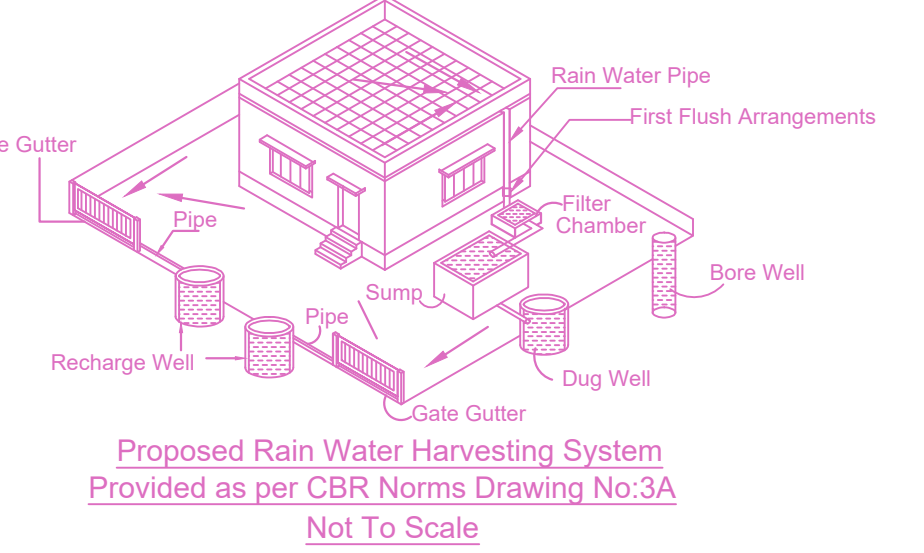 Rain Water Pipe
First Flush Arrangements
e Gutter
Filter
Chamber
Pipe
Bore Well
Sump
Pipe
Recharge Well
Dug Well
Gate Gutter
Proposed Rain Water Harvesting System
Provided as per CBR Norms Drawing No:3A
Not To Scale